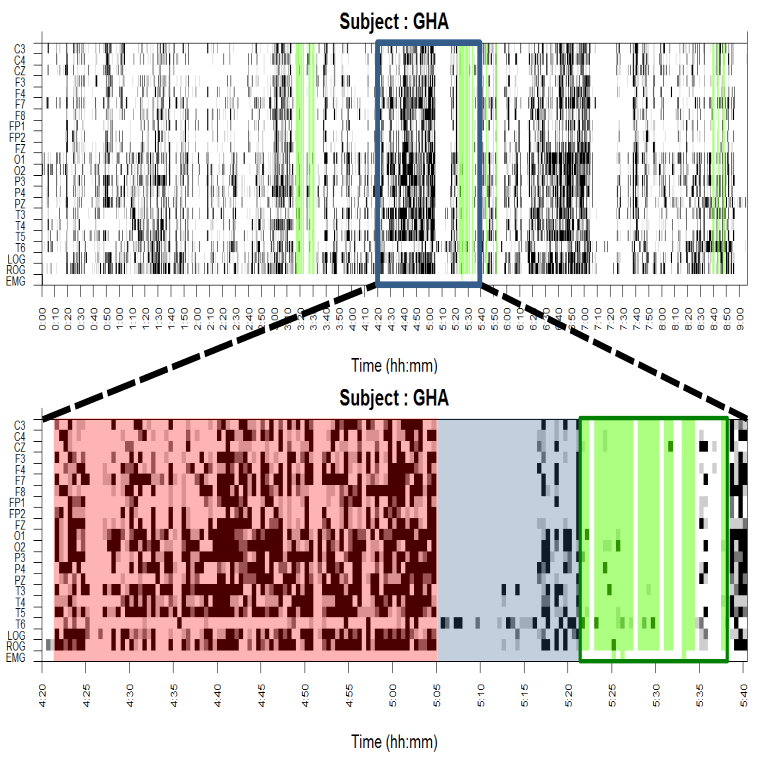 Subject : GHA
C3
C4
CZ
F3
F4
F7
F8
FP1
FP2
FZ
O1
O2
P3
P4
PZ
T3
T4
T5
T6
LOG
ROG
EMG
0:00 0:10 0:20 0:30 0:40 0:50 1:00 1:10 1:20 1:30 1:40 1:50 2:00 2:10 2:20 2:30 2:40 2:50 3:00 3:10 3:20 3:30 3:40 3:50 4:00 4:10 4:20 4:30 4:40 4:50 5:00 5:10 5:20 5:30 5:40 5:50 6:00 6:10 6:20 6:30 6:40 6:50 7:00 7:10 7:20 7:30 7:40 7:50 8:00 8:10 8:20 8:30 8:40 8:50 9:00
Time (hh:mm)
Subject : GHA
C3
C4
CZ
F3
F4
F7
F8
FP1
FP2
FZ
O1
O2
P3
P4
PZ
T3
T4
T5
T6
LOG
ROG
EMG
4:20 4:25 4:30 4:35 4:40 4:45 4:50 4:55 5:00 5:05 5:10 5:15 5:20 5:25 5:30 5:35 5:40
Time (hh:mm)